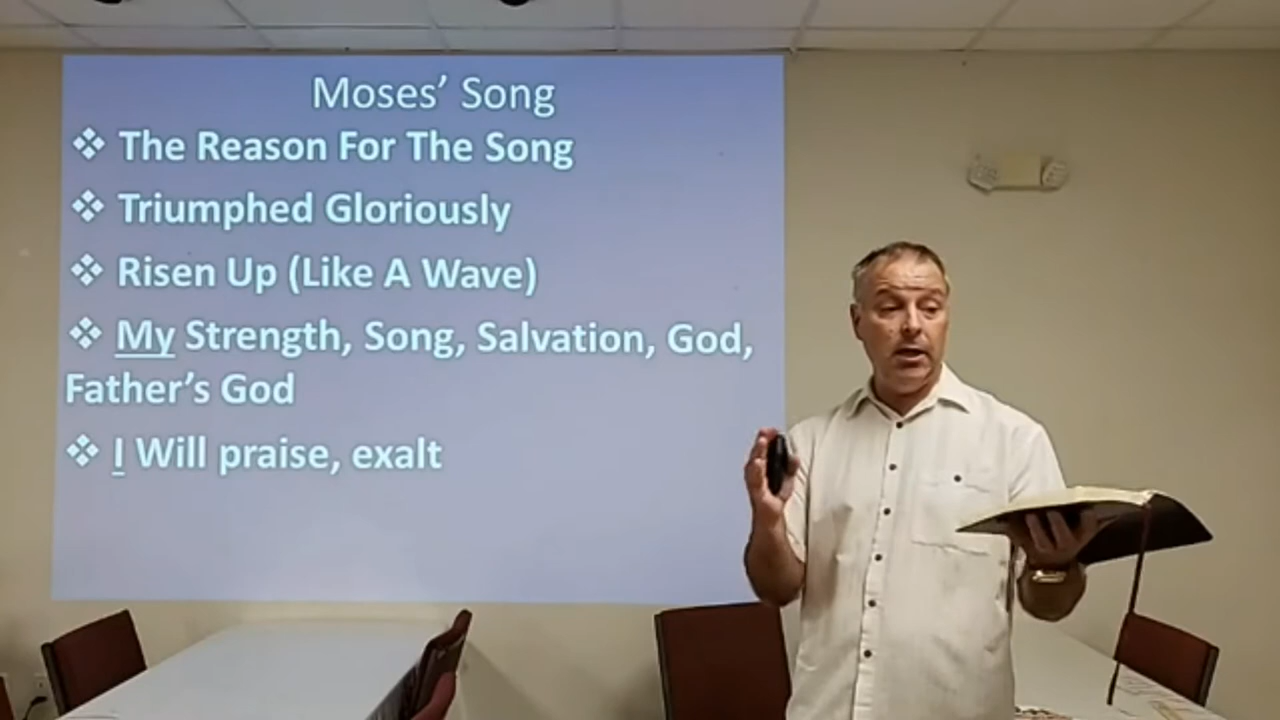 Moses’ Song
❖ The Reason For The Song
❖ Triumphed Gloriously
❖ Risen Up (Like A Wave)
❖ My Strength, Song, Salvation, God,
Father’s God
❖ I Will praise, exalt